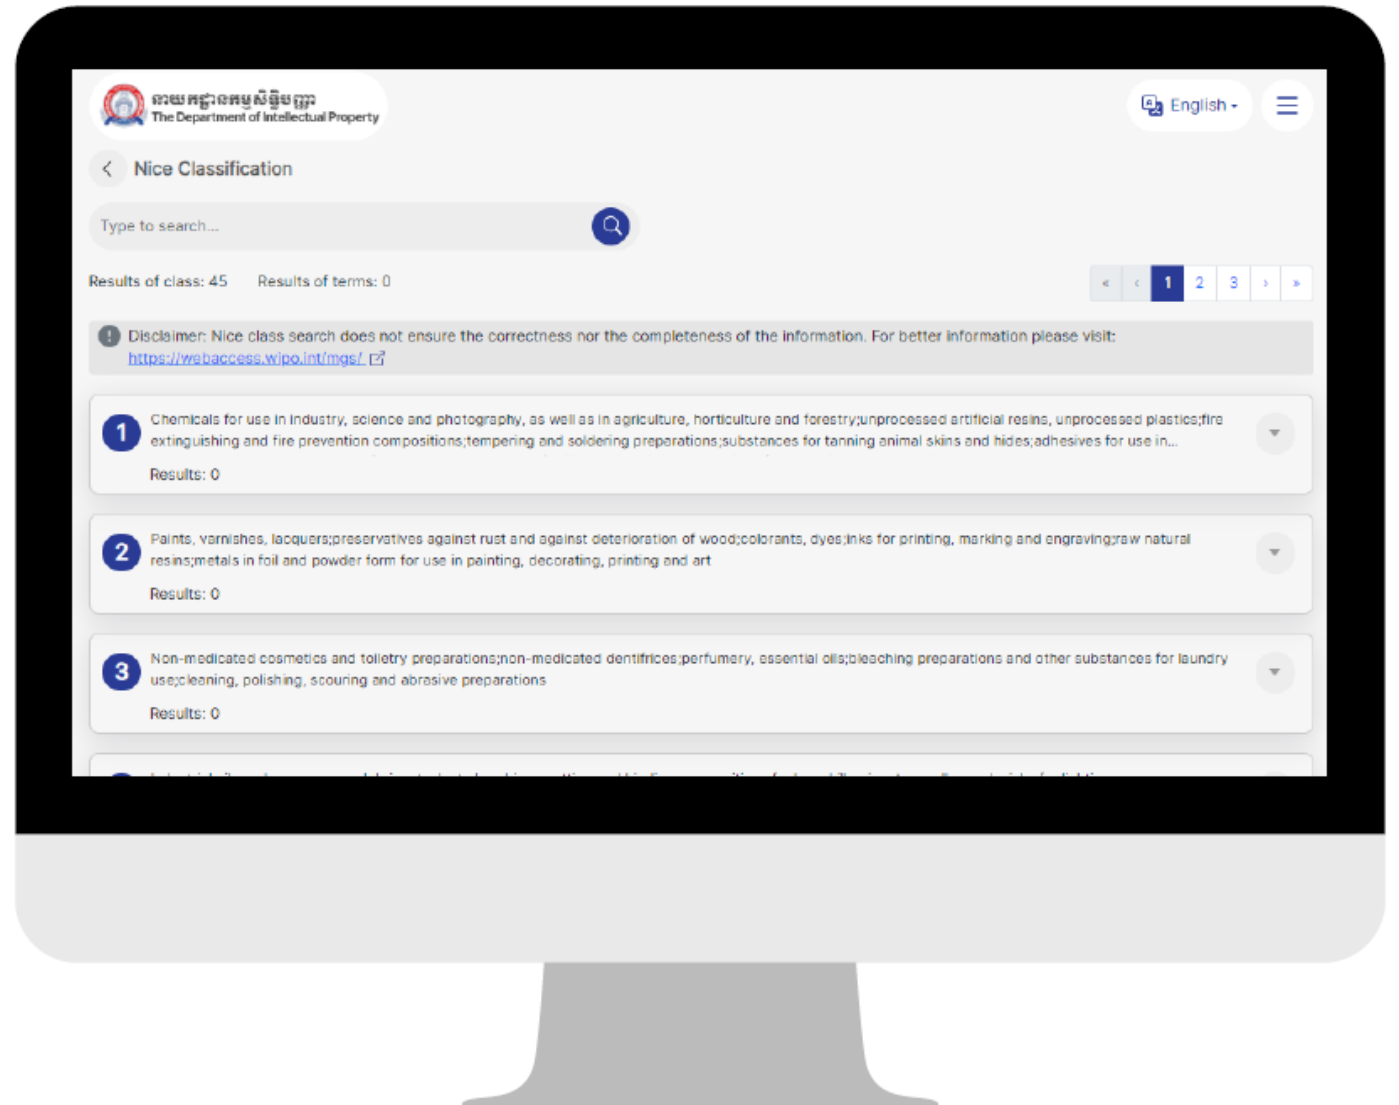 នាយកដ្ឋានកម្មសិទ្ធិបញ្ញា
The Department of Intellectual Property
English
Nice Classification
Type to search...
Results of class: 45 Results of terms: 0
« ‹ 1 2 3 › »
Disclaimer: Nice class search does not ensure the correctness nor the completeness of the information. For better information please visit:
https://webaccess.wipo.int/mgs/
1
Chemicals for use in industry, science and photography, as well as in agriculture, horticulture and forestry;unprocessed artificial resins, unprocessed plastics;fire
extinguishing and fire prevention compositions;tempering and soldering preparations;substances for tanning animal skins and hides;adhesives for use in...
Results: 0
2
Paints, varnishes, lacquers;preservatives against rust and against deterioration of wood;colorants, dyes;inks for printing, marking and engraving;raw natural
resins;metals in foil and powder form for use in painting, decorating, printing and art
Results: 0
3
Non-medicated cosmetics and toiletry preparations;non-medicated dentifrices;perfumery, essential oils;bleaching preparations and other substances for laundry
use;cleaning, polishing, scouring and abrasive preparations
Results: 0